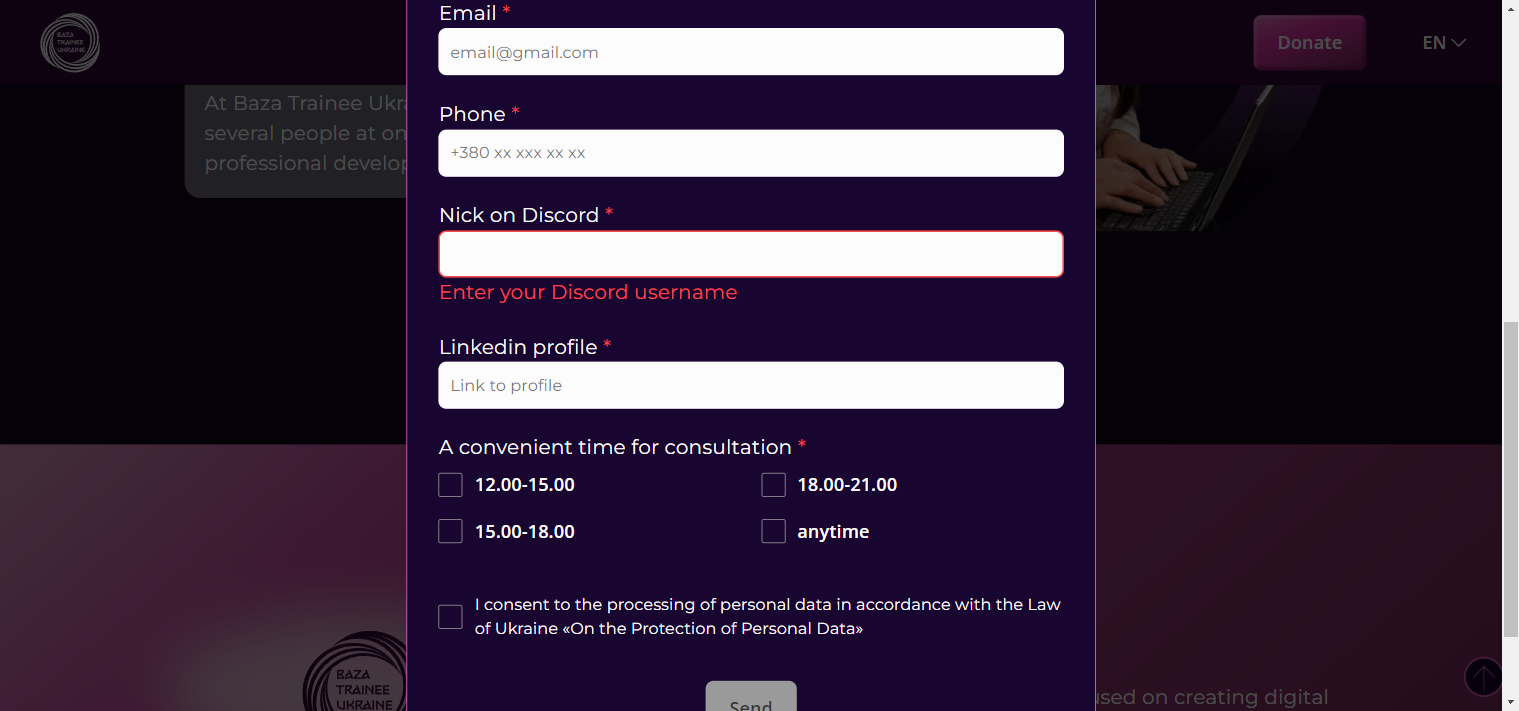 BAZA
TRAINEE
UKRAINE
Donate
EN
Email *
email@gmail.com
At Baza Trainee Ukra
several people at on
professional develop
Phone *
+380 xx xxx xx xx
Nick on Discord *
Enter your Discord username
Linkedin profile *
Link to profile
A convenient time for consultation *
12.00-15.00
18.00-21.00
15.00-18.00
anytime
I consent to the processing of personal data in accordance with the Law
of Ukraine «On the Protection of Personal Data»
BAZA
TRAINEE
UKRAINE
Send
used on creating digital